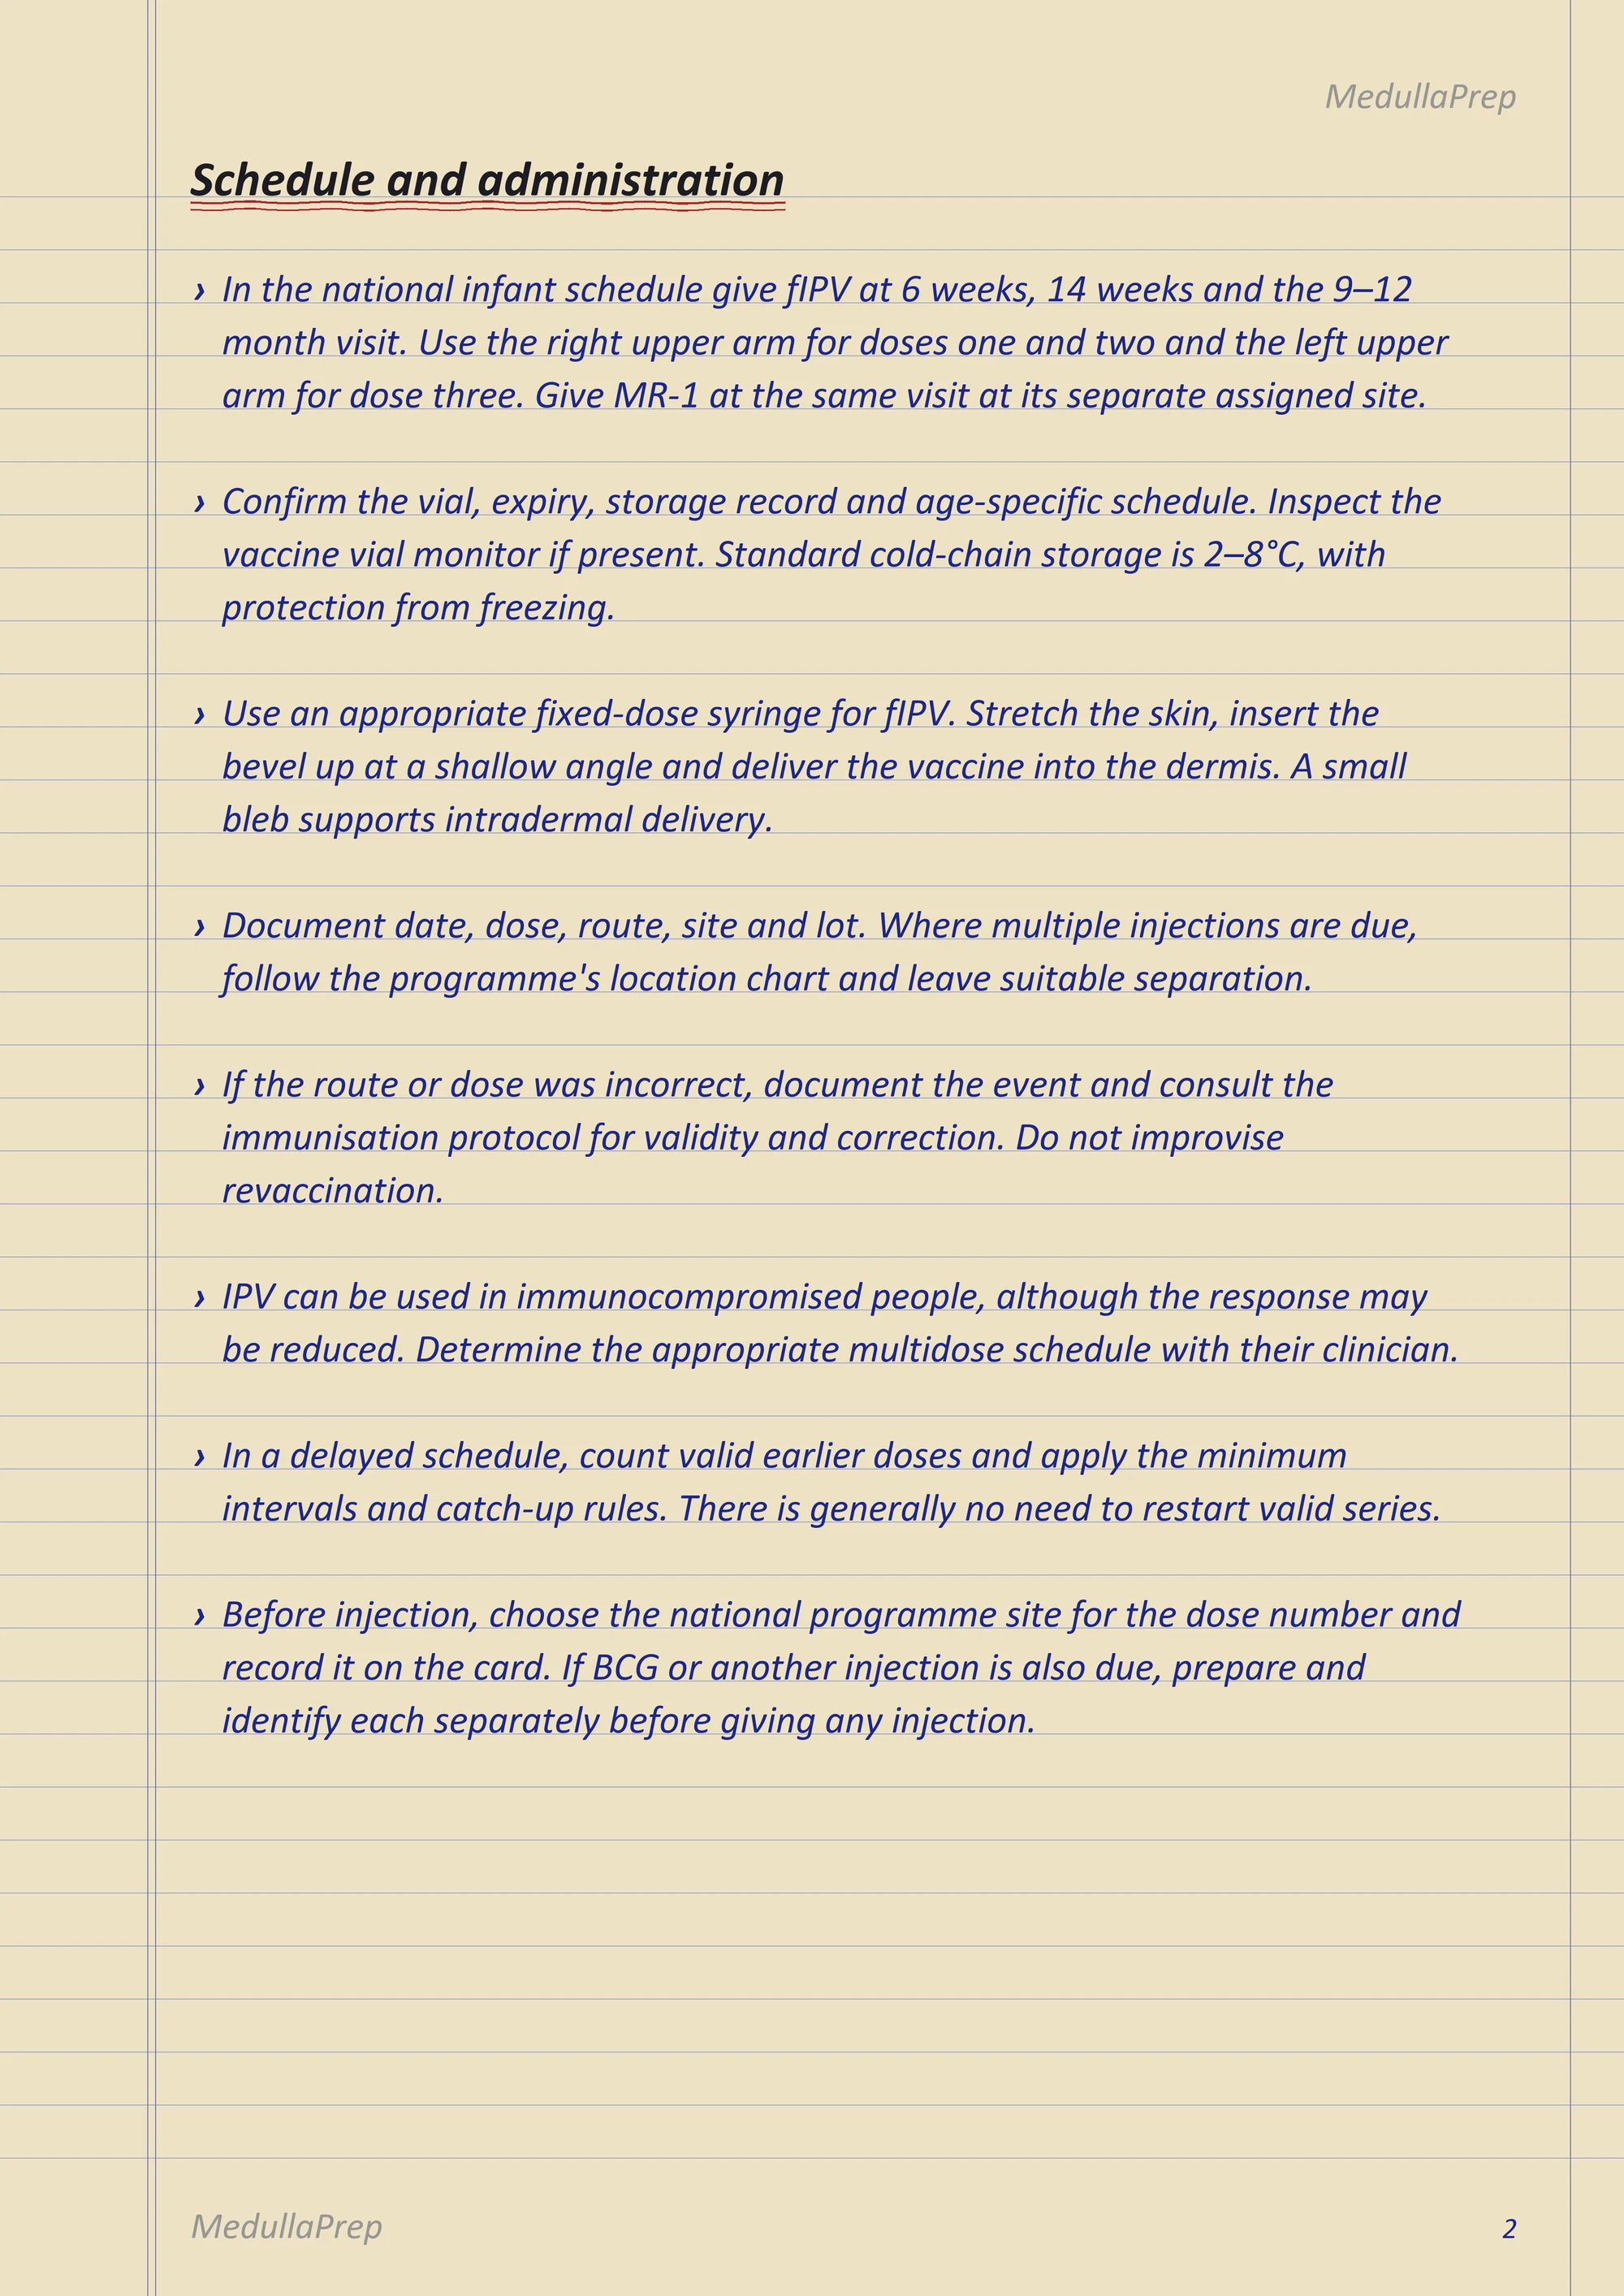 MedullaPrep
Schedule and administration
› In the national infant schedule give fIPV at 6 weeks, 14 weeks and the 9–12
month visit. Use the right upper arm for doses one and two and the left upper
arm for dose three. Give MR-1 at the same visit at its separate assigned site.
› Confirm the vial, expiry, storage record and age-specific schedule. Inspect the
vaccine vial monitor if present. Standard cold-chain storage is 2–8°C, with
protection from freezing.
› Use an appropriate fixed-dose syringe for fIPV. Stretch the skin, insert the
bevel up at a shallow angle and deliver the vaccine into the dermis. A small
bleb supports intradermal delivery.
› Document date, dose, route, site and lot. Where multiple injections are due,
follow the programme's location chart and leave suitable separation.
› If the route or dose was incorrect, document the event and consult the
immunisation protocol for validity and correction. Do not improvise
revaccination.
› IPV can be used in immunocompromised people, although the response may
be reduced. Determine the appropriate multidose schedule with their clinician.
› In a delayed schedule, count valid earlier doses and apply the minimum
intervals and catch-up rules. There is generally no need to restart valid series.
› Before injection, choose the national programme site for the dose number and
record it on the card. If BCG or another injection is also due, prepare and
identify each separately before giving any injection.
MedullaPrep
2